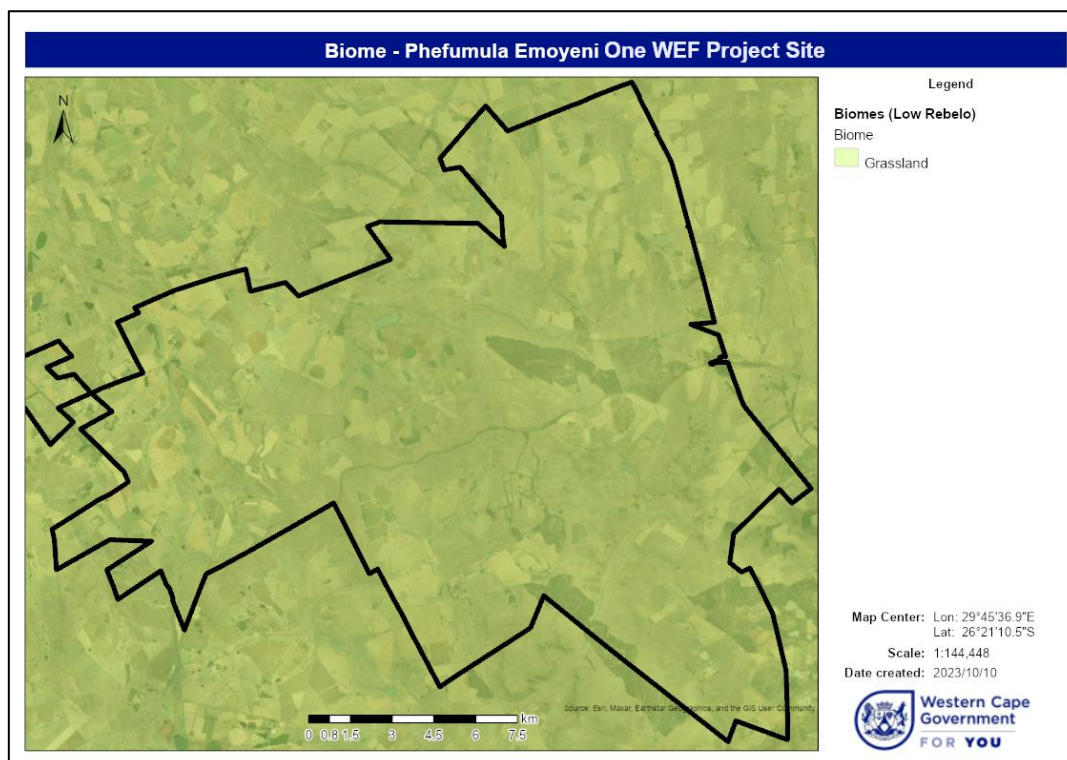 Biome - Phefumula Emoyeni One WEF Project Site
N
Legend
Biomes (Low Rebelo)
Biome
Grassland
Map Center: Lon: 29°45'36.9"E
Lat: 26°21'10.5"S
Scale: 1:144,448
Date created: 2023/10/10
Source: Esri, Maxar, Earthstar Geographics, and the GIS User Community
km
0 0.8 1.5 3 4.5 6 7.5
Western Cape
Government
FOR YOU